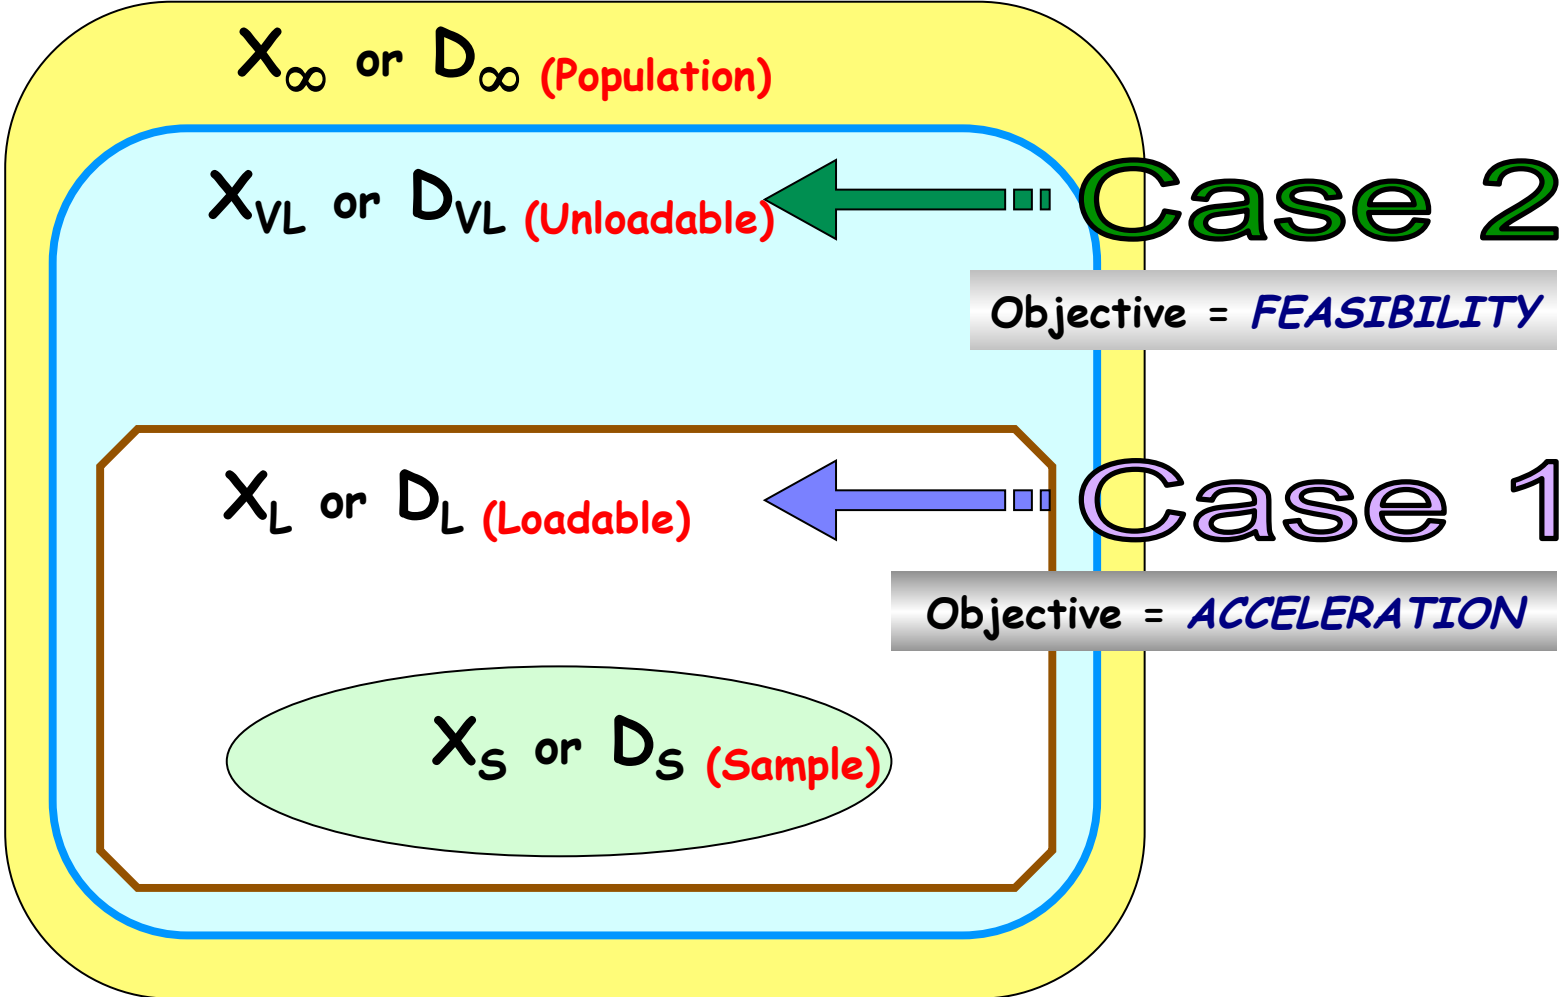 X∞ or D∞ (Population)
XVL or DVL (Unloadable)
Case 2
Objective = FEASIBILITY
XL or DL (Loadable)
Case 1
Objective = ACCELERATION
XS or DS (Sample)